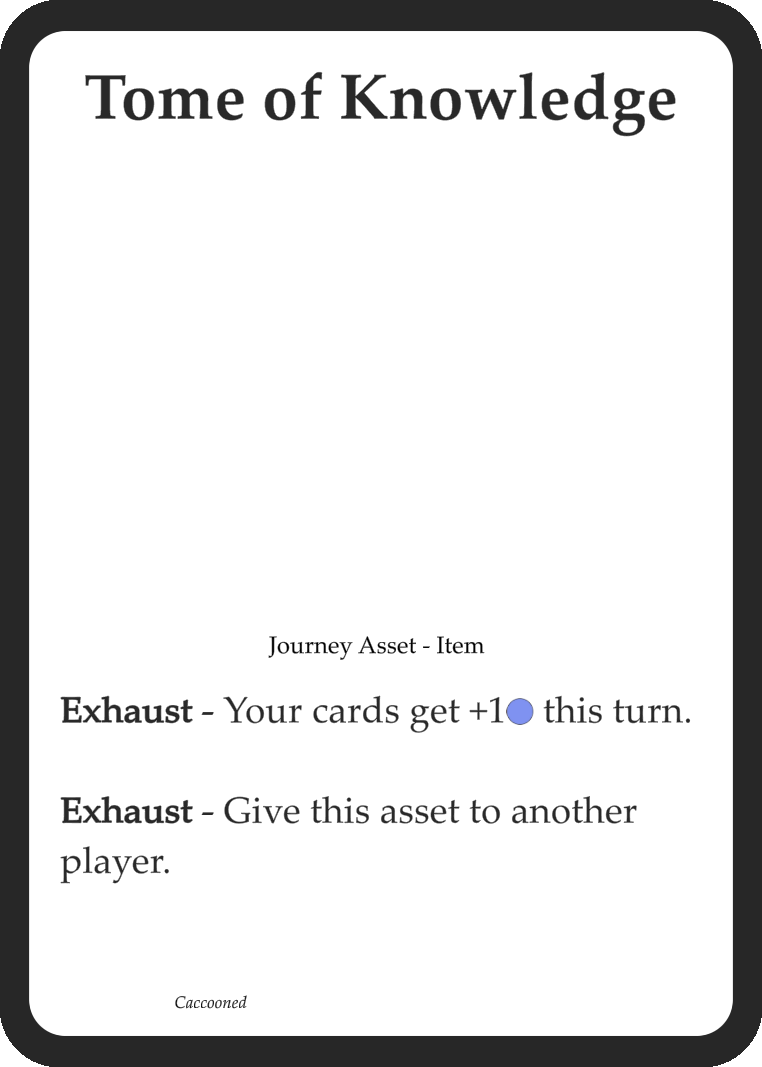 Tome of Knowledge
Journey Asset - Item
Exhaust - Your cards get +1 this turn.
Exhaust - Give this asset to another
player.
Caccooned